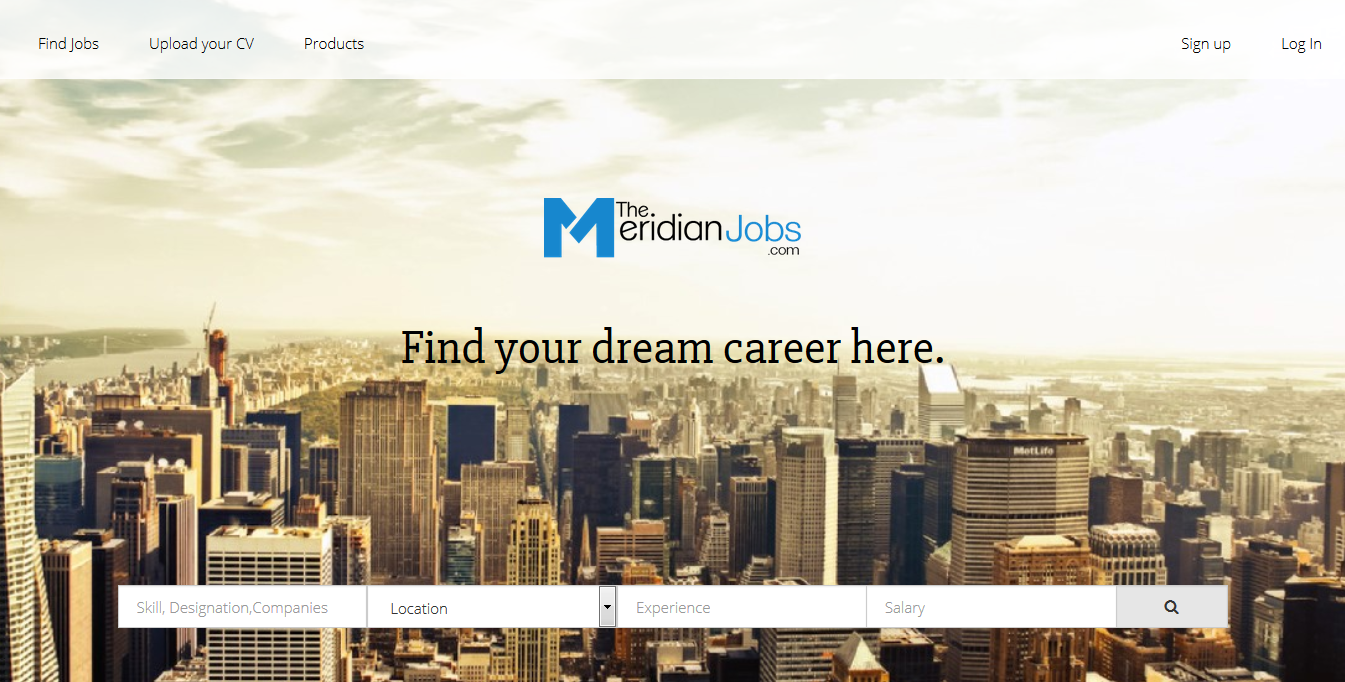 Find Jobs Upload your CV Products Sign up Log In
The
MeridianJobs
.com
Find your dream career here.
MetLife
Skill, Designation,Companies Location Experience Salary